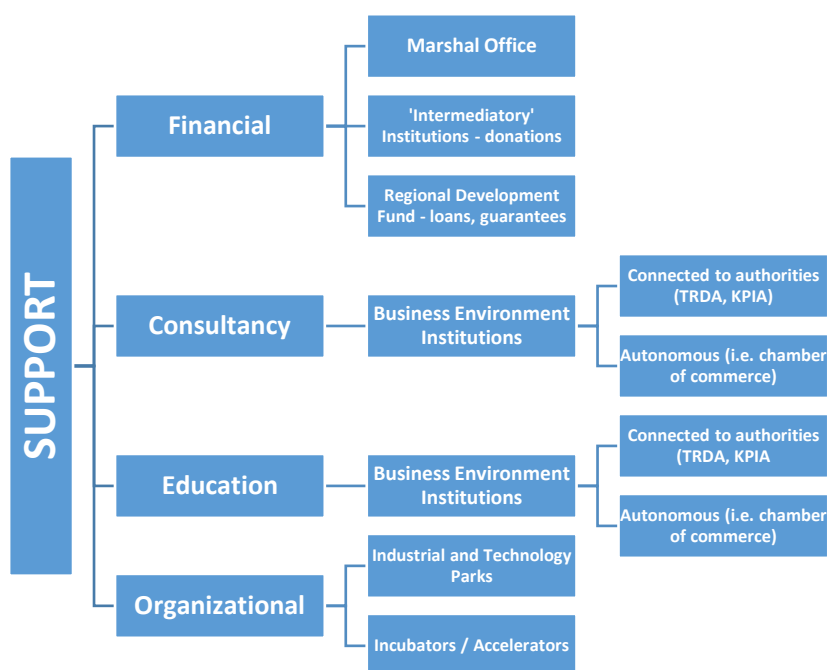 SUPPORT
Financial
Marshal Office
'Intermediatory'
Institutions - donations
Regional Development
Fund - loans, guarantees
Consultancy
Business Environment
Institutions
Connected to authorities
(TRDA, KPIA)
Autonomous (i.e. chamber
of commerce)
Education
Business Environment
Institutions
Connected to authorities
(TRDA, KPIA
Autonomous (i.e. chamber
of commerce)
Organizational
Industrial and Technology
Parks
Incubators / Accelerators